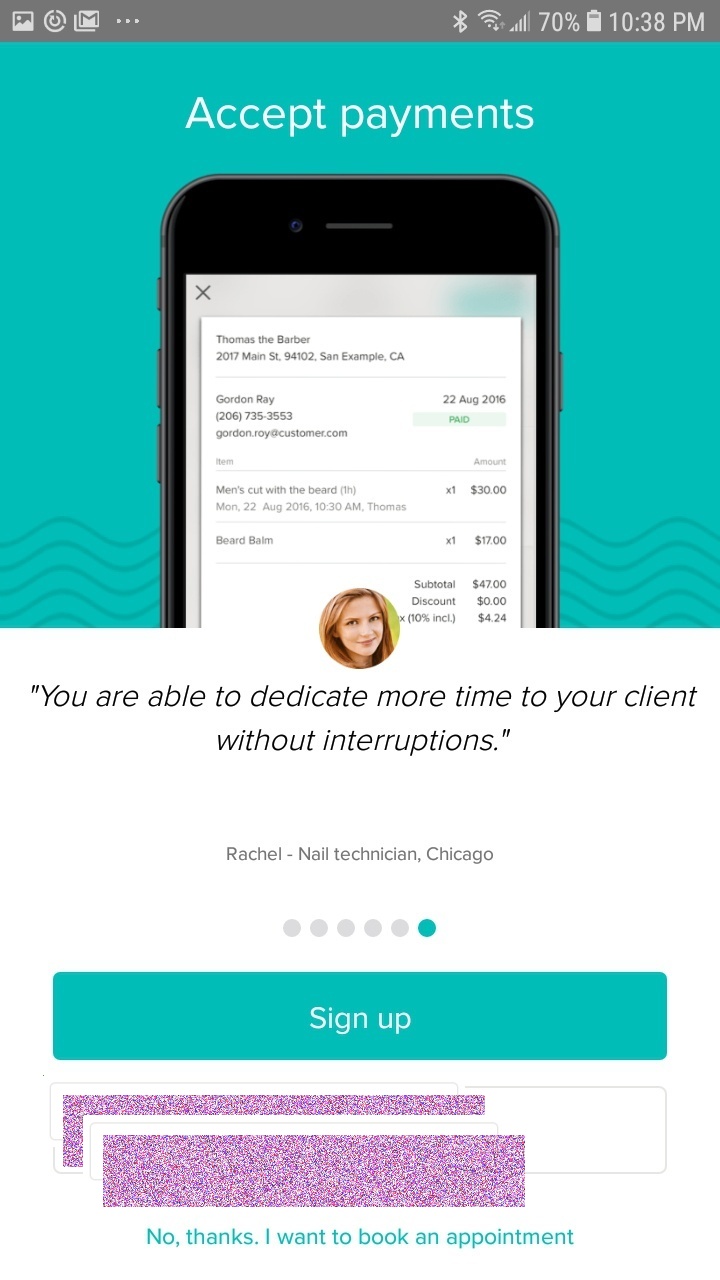 70% 10:38 PM
Accept payments
Thomas the Barber
2017 Main St, 94102, San Example, CA
Gordon Ray 22 Aug 2016
(206) 735-3553 PAID
gordon.roy@customer.com
Item Amount
Men's cut with the beard (1h) x1 $30.00
Mon, 22 Aug 2016, 10:30 AM, Thomas
Beard Balm x1 $17.00
Subtotal $47.00
Discount $0.00
x (10% incl.) $4.24
"You are able to dedicate more time to your client
without interruptions."
Rachel - Nail technician, Chicago
Sign up
No, thanks. I want to book an appointment